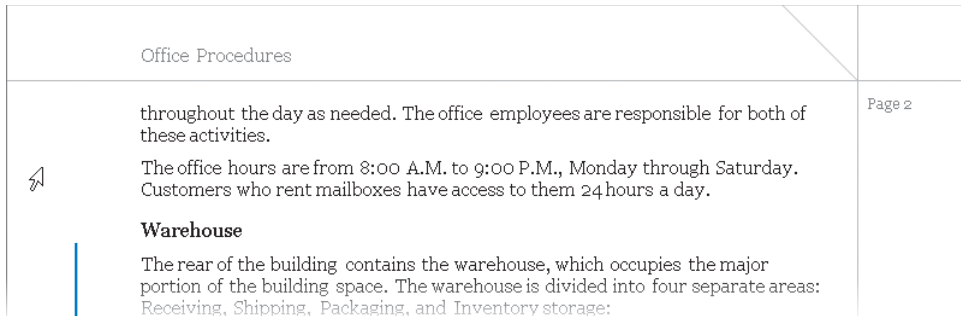 Office Procedures
Page 2
throughout the day as needed. The office employees are responsible for both of
these activities.
The office hours are from 8:00 A.M. to 9:00 P.M., Monday through Saturday.
Customers who rent mailboxes have access to them 24 hours a day.
Warehouse
The rear of the building contains the warehouse, which occupies the major
portion of the building space. The warehouse is divided into four separate areas:
Receiving, Shipping, Packaging, and Inventory storage: